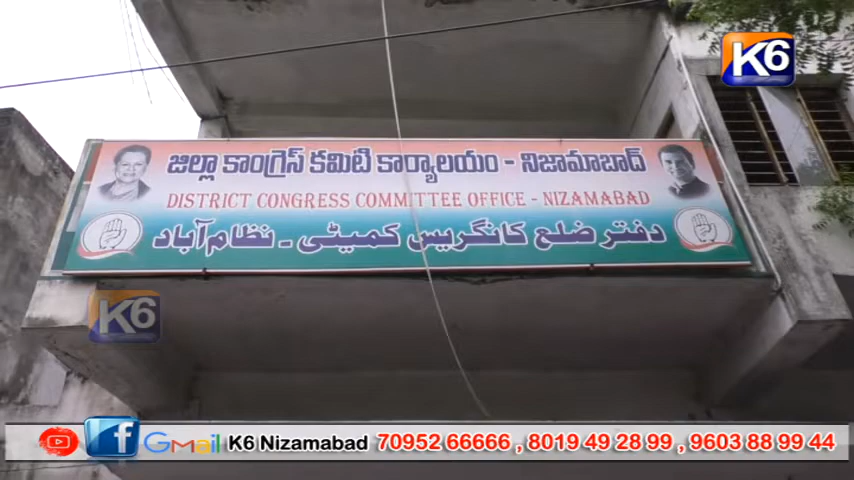 K6
జిల్లా కాంగ్రెస్ కమిటి కార్యాలయం - నిజామాబాద్
DISTRICT CONGRESS COMMITTEE OFFICE - NIZAMABAD
دفتر ضلع کانگریس کمیٹی ۔ نظام آباد
K6
Gmail K6 Nizamabad 70952 66666 , 8019 49 28 99 , 9603 88 99 44